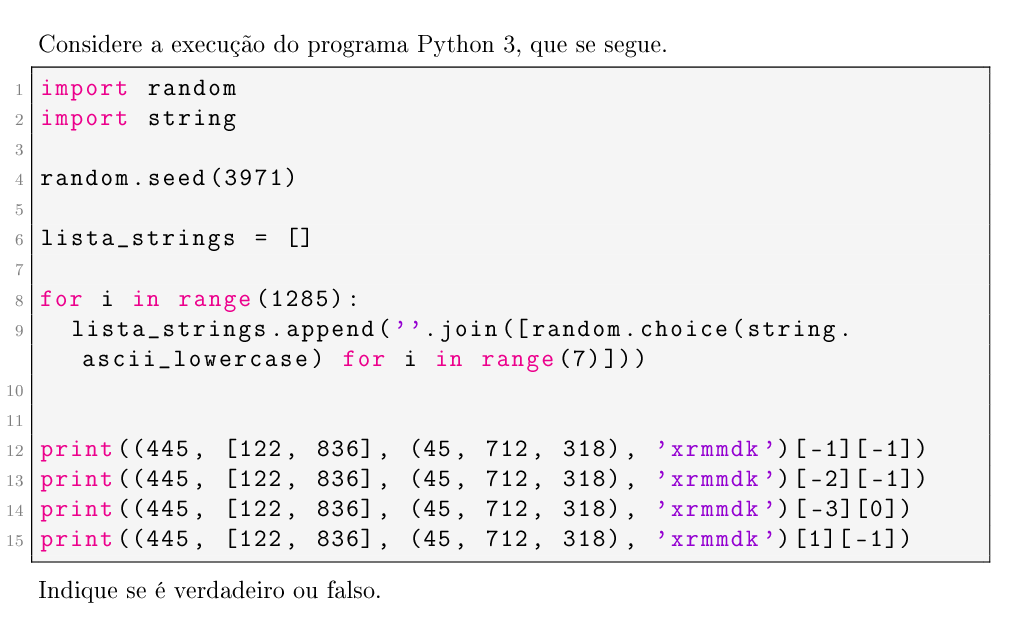 Considere a execução do programa Python 3, que se segue.
1 import random
2 import string
3
4 random.seed(3971)
5
6 lista_strings = []
7
8 for i in range(1285):
9 lista_strings.append(''.join([random.choice(string.
ascii_lowercase) for i in range(7)]))
10
11
12 print((445, [122, 836], (45, 712, 318), 'xrmmdk')[-1][-1])
13 print((445, [122, 836], (45, 712, 318), 'xrmmdk')[-2][-1])
14 print((445, [122, 836], (45, 712, 318), 'xrmmdk')[-3][0])
15 print((445, [122, 836], (45, 712, 318), 'xrmmdk')[1][-1])
Indique se é verdadeiro ou falso.